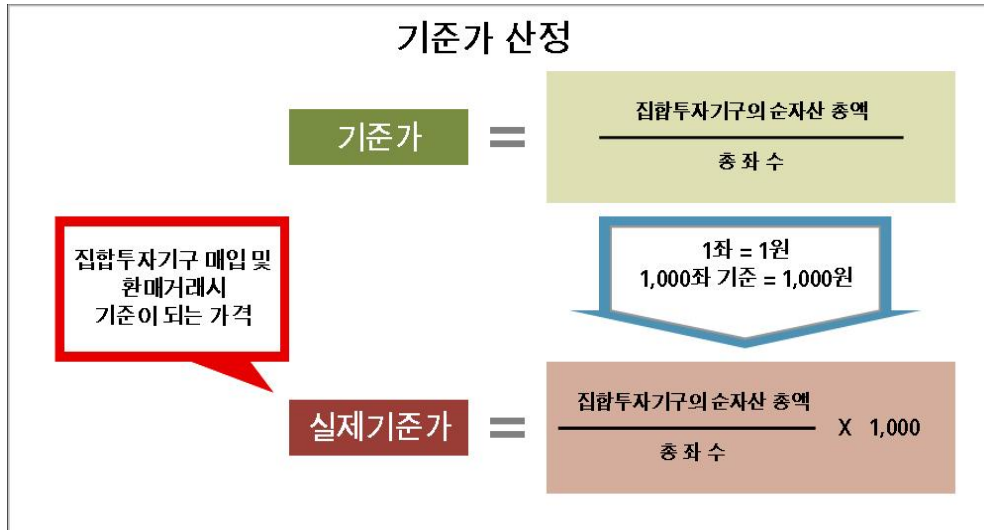 기준가 산정
기준가
=
집합투자기구의 순자산 총액
총 좌 수
집합투자기구 매입 및
환매거래시
기준이 되는 가격
1좌 = 1원
1,000좌 기준 = 1,000원
실제기준가
=
집합투자기구의 순자산 총액
총 좌 수
X 1,000